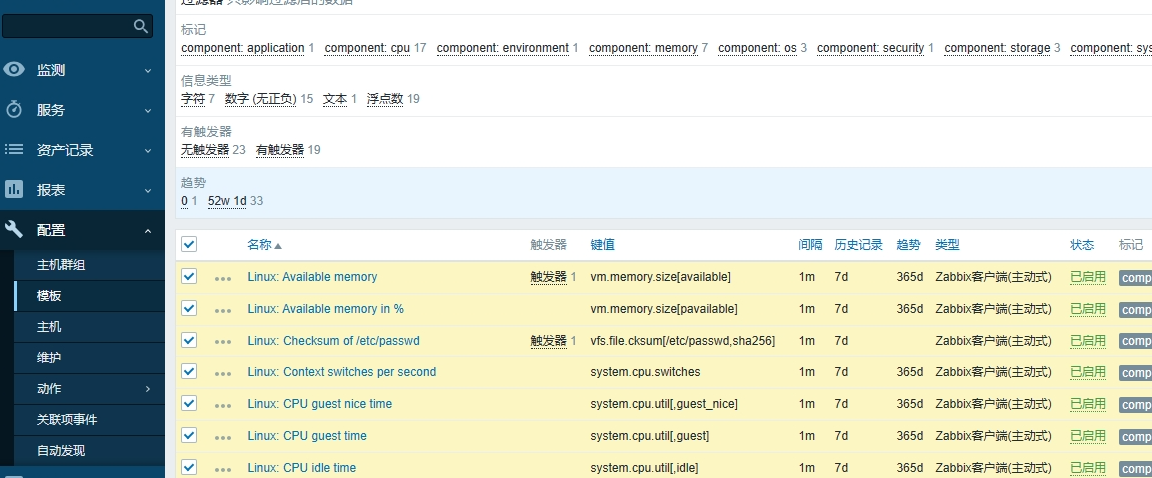 过滤器 只影响过滤后的数据
标记
component: application 1 component: cpu 17 component: environment 1 component: memory 7 component: os 3 component: security 1 component: storage 3 component: sys
信息类型
字符 7 数字 (无正负) 15 文本 1 浮点数 19
有触发器
无触发器 23 有触发器 19
趋势
0 1 52w 1d 33
监测
服务
资产记录
报表
配置
主机群组
模板
主机
维护
动作
关联项事件
自动发现
名称 触发器 键值 间隔 历史记录 趋势 类型 状态 标记
Linux: Available memory 触发器 1 vm.memory.size[available] 1m 7d 365d Zabbix客户端(主动式) 已启用 comp
Linux: Available memory in % vm.memory.size[pavailable] 1m 7d 365d Zabbix客户端(主动式) 已启用 comp
Linux: Checksum of /etc/passwd 触发器 1 vfs.file.cksum[/etc/passwd,sha256] 1m 7d Zabbix客户端(主动式) 已启用 comp
Linux: Context switches per second system.cpu.switches 1m 7d 365d Zabbix客户端(主动式) 已启用 comp
Linux: CPU guest nice time system.cpu.util[,guest_nice] 1m 7d 365d Zabbix客户端(主动式) 已启用 comp
Linux: CPU guest time system.cpu.util[,guest] 1m 7d 365d Zabbix客户端(主动式) 已启用 comp
Linux: CPU idle time system.cpu.util[,idle] 1m 7d 365d Zabbix客户端(主动式) 已启用 comp